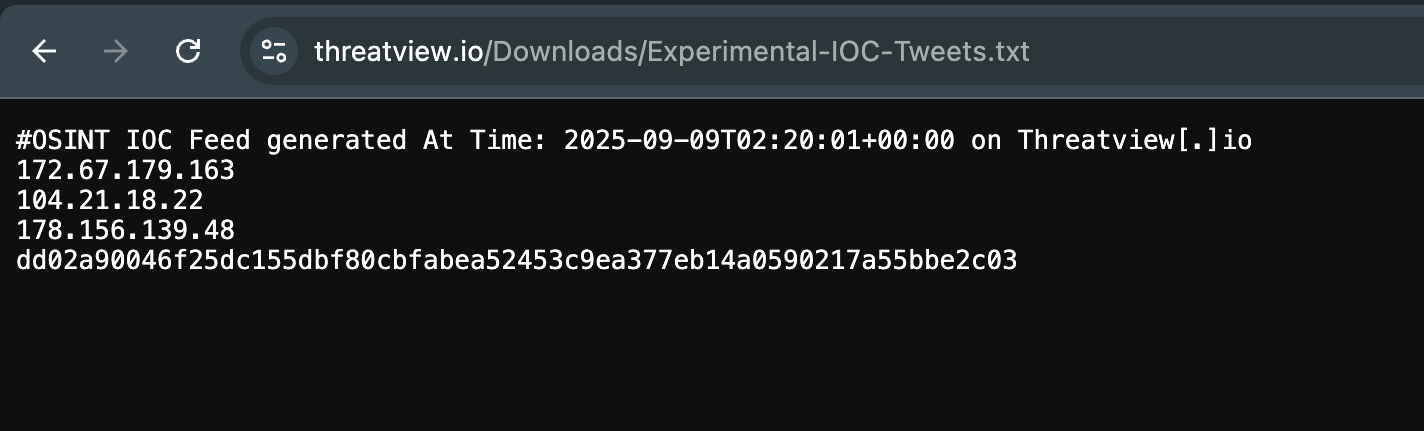 threatview.io/Downloads/Experimental-IOC-Tweets.txt
#OSINT IOC Feed generated At Time: 2025-09-09T02:20:01+00:00 on Threatview[.]io
172.67.179.163
104.21.18.22
178.156.139.48
dd02a90046f25dc155dbf80cbfabea52453c9ea377eb14a0590217a55bbe2c03